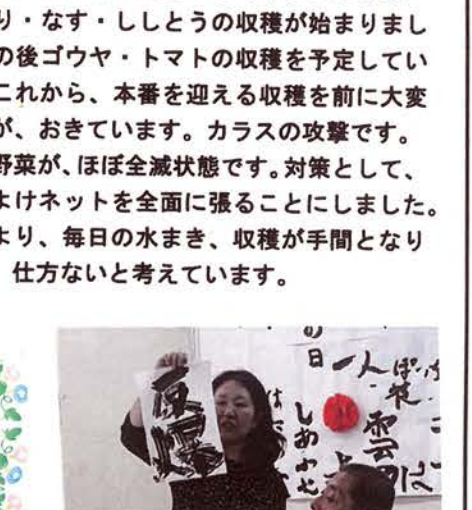 り・なす・ししとうの収穫が始まりまし
の後ゴウヤ・トマトの収穫を予定してい
これから、本番を迎える収穫を前に大変
が、おきています。カラスの攻撃です。
野菜が、ほぼ全滅状態です。対策として、
よけネットを全面に張ることにしました。
より、毎日の水まき、収穫が手間となり
仕方ないと考えています。
の日
一人
雲